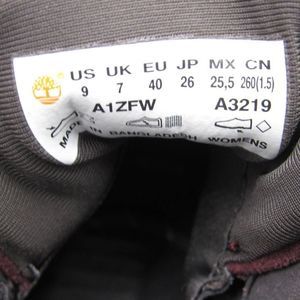 US UK EU JP MX CN
9 7 40 26 25,5 260(1.5)
A1ZFW A3219
MADE IN BANGLADESH WOMENS